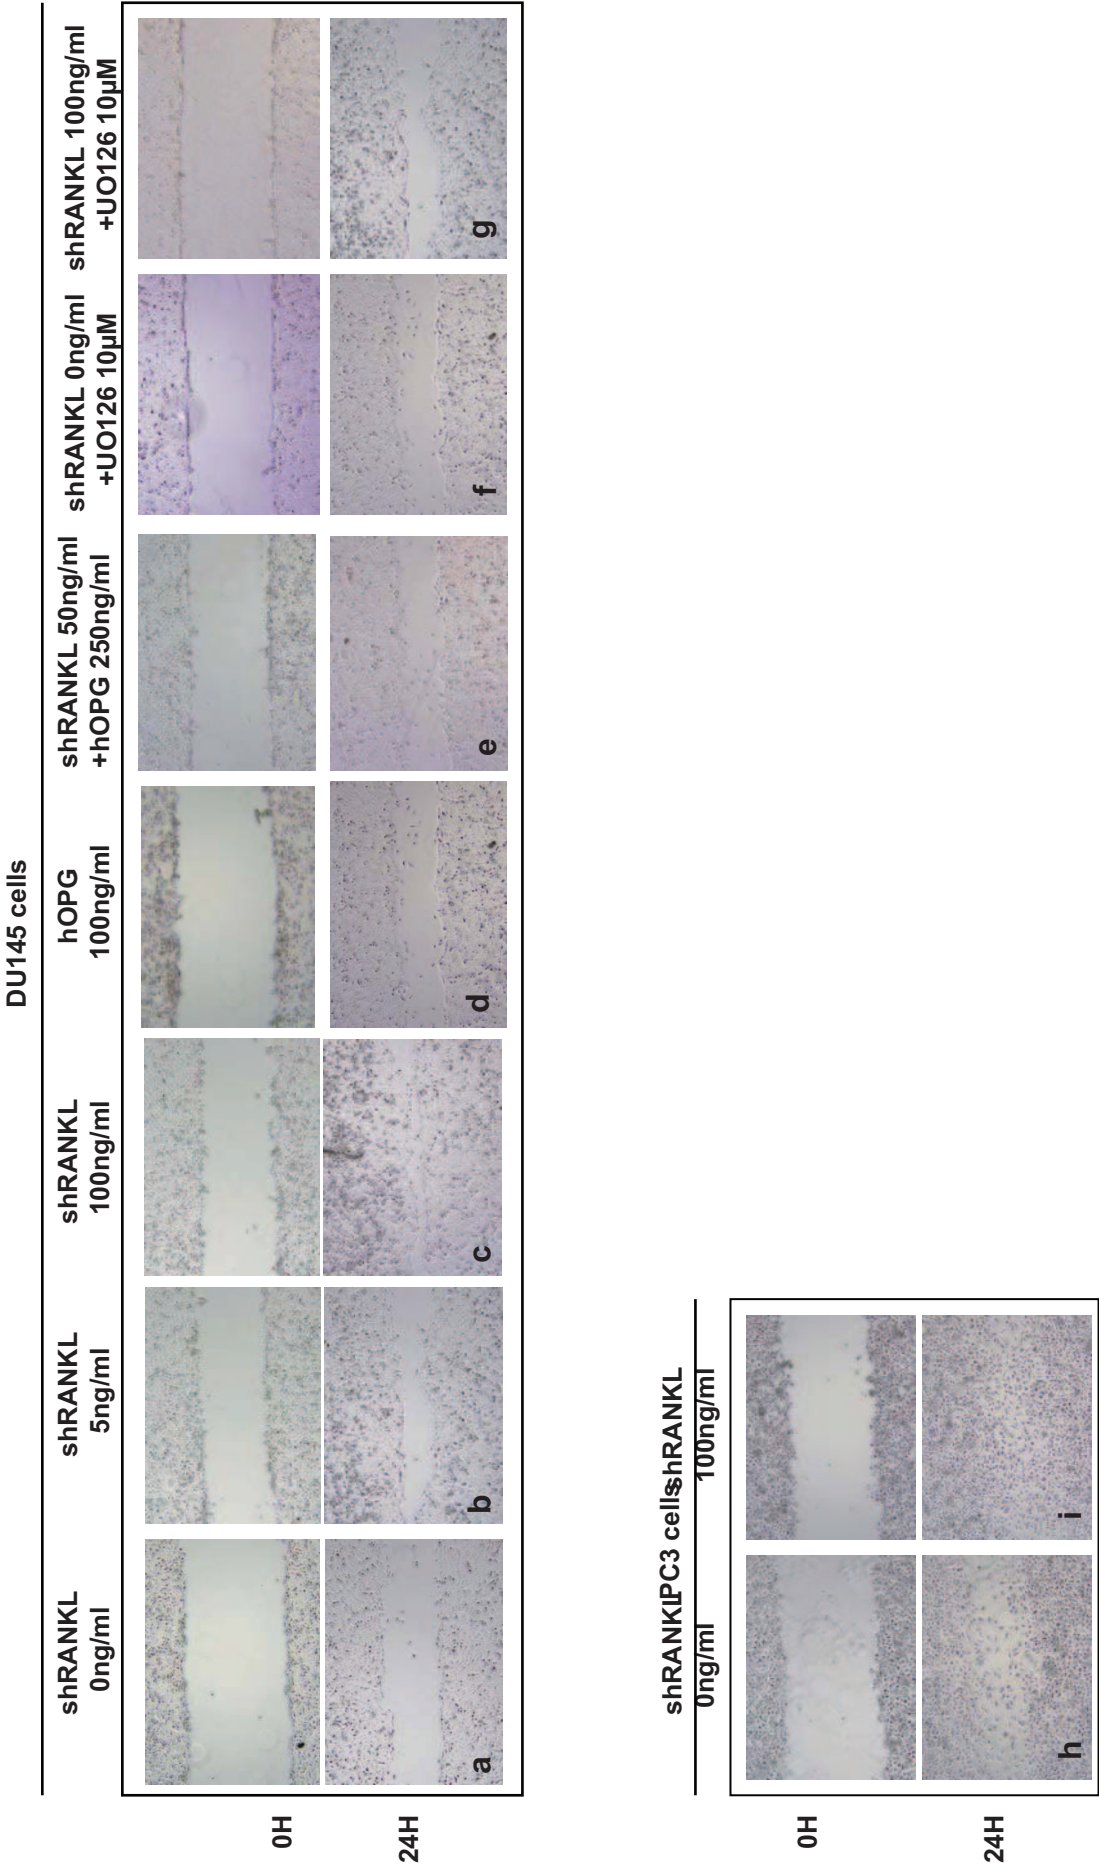 DU145 cells
shRANKL
0ng/ml
shRANKL
5ng/ml
shRANKL
100ng/ml
hOPG
100ng/ml
shRANKL 50ng/ml
+hOPG 250ng/ml
shRANKL 0ng/ml
+UO126 10µM
shRANKL 100ng/ml
+UO126 10µM
0H
24H
a
b
c
d
e
f
g
PC3 cells
shRANKL
0ng/ml
shRANKL
100ng/ml
0H
24H
h
i